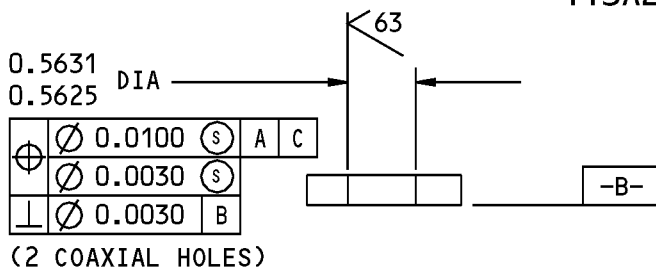 63
0.5631
0.5625 DIA
⌖ ⌀ 0.0100 Ⓢ A C
⌀ 0.0030 Ⓢ
⊥ ⌀ 0.0030 B
-B-
(2 COAXIAL HOLES)